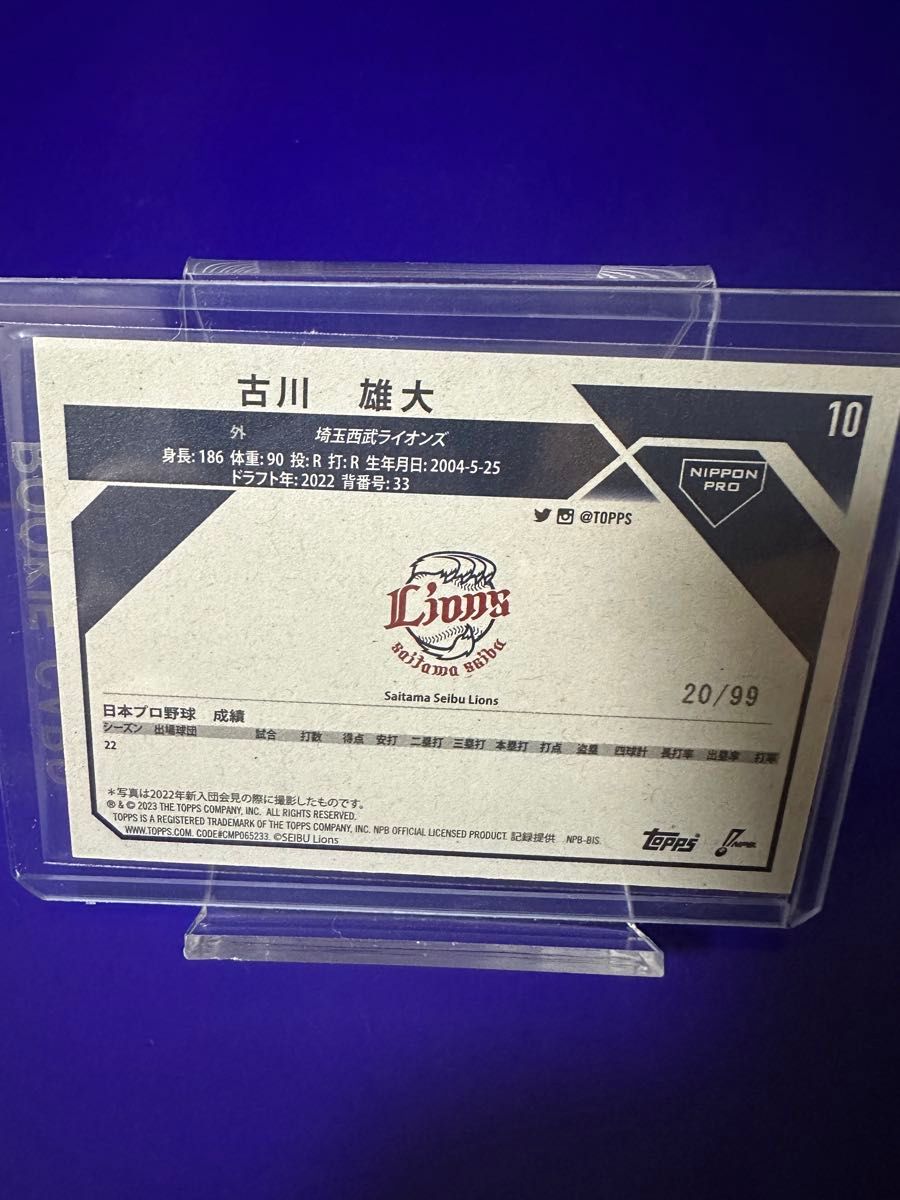 古川 雄大
10
外 埼玉西武ライオンズ
身長: 186 体重: 90 投: R 打: R 生年月日: 2004-5-25
ドラフト年: 2022 背番号: 33
NIPPON
PRO
@TOPPS
Lions
saitama seibu
Saitama Seibu Lions
20/99
日本プロ野球 成績
シーズン 出場球団 試合 打数 得点 安打 二塁打 三塁打 本塁打 打点 盗塁 四球計 長打率 出塁率 打率
22
＊写真は2022年新入団会見の際に撮影したものです。
® & © 2023 THE TOPPS COMPANY, INC. ALL RIGHTS RESERVED.
TOPPS IS A REGISTERED TRADEMARK OF THE TOPPS COMPANY, INC. NPB OFFICIAL LICENSED PRODUCT. 記録提供 NPB-BIS.
WWW.TOPPS.COM. CODE#CMP065233. ©SEIBU Lions
Topps®
NPB
ROOKIE CARD